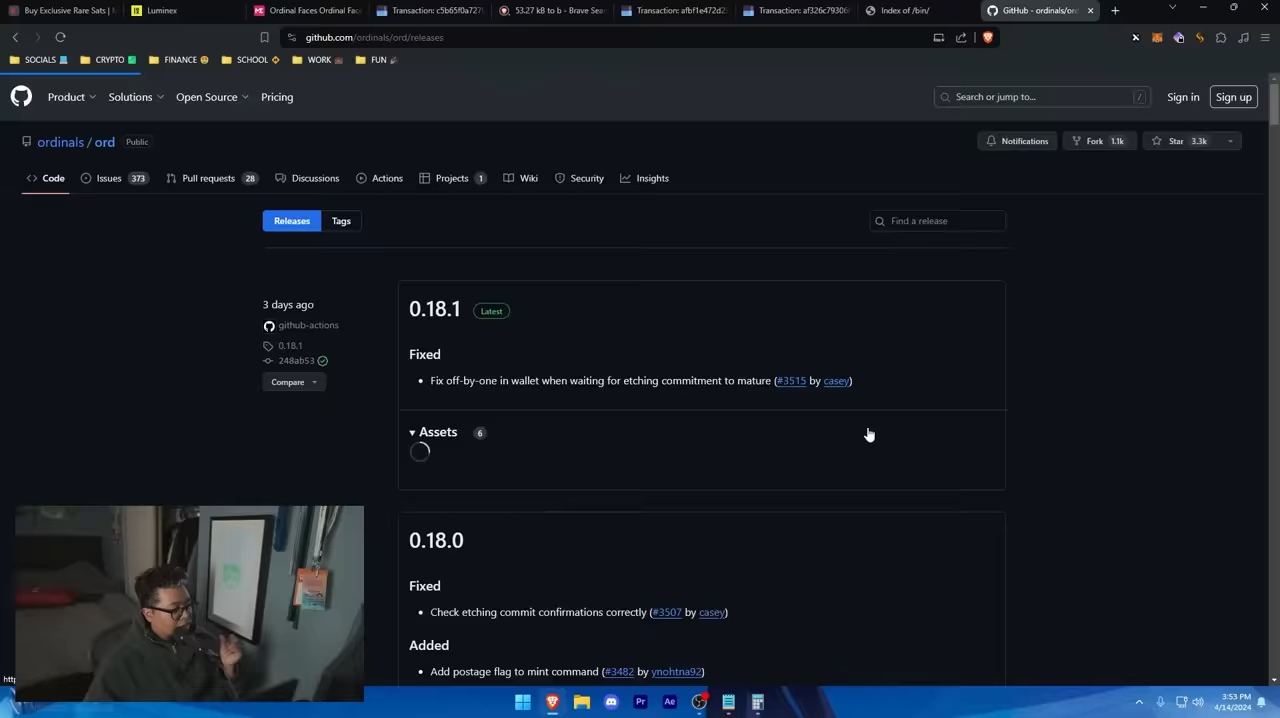 Buy Exclusive Rare Sats |
Luminex
Ordinal Faces Ordinal Face
Transaction: c5b65f0a727
53.27 kB to b - Brave Sea
Transaction: afbf1e472d2
Transaction: af326c79306
Index of /bin/
GitHub - ordinals/ord
github.com/ordinals/ord/releases
SOCIALS
CRYPTO
FINANCE
SCHOOL
WORK
FUN
Product
Solutions
Open Source
Pricing
Search or jump to...
/
Sign in
Sign up
ordinals / ord
Public
Notifications
Fork 1.1k
Star 3.3k
Code
Issues 373
Pull requests 28
Discussions
Actions
Projects 1
Wiki
Security
Insights
Releases
Tags
Find a release
3 days ago
github-actions
0.18.1
248ab53
Compare
0.18.1 Latest
Fixed
• Fix off-by-one in wallet when waiting for etching commitment to mature (#3515 by casey)
Assets 6
0.18.0
Fixed
• Check etching commit confirmations correctly (#3507 by casey)
Added
• Add postage flag to mint command (#3482 by ynohtna92)
Pr
Ae
3:53 PM
4/14/2024